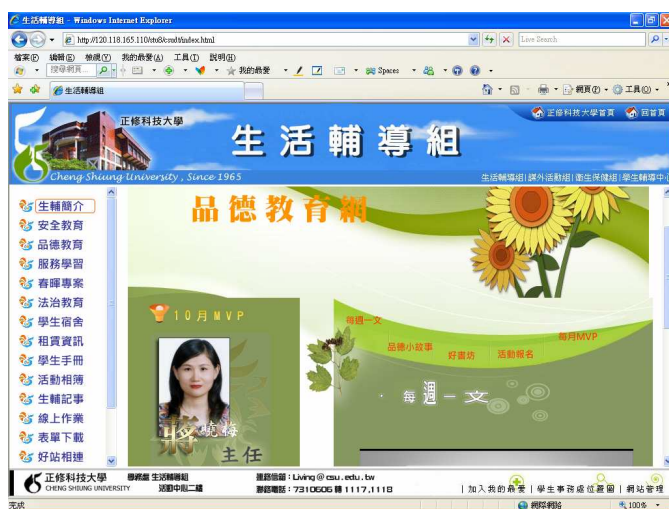 生活輔導組 - Windows Internet Explorer
http://120.118.165.110/sto8/csudt/index.html
Live Search
檔案(F) 編輯(E) 檢視(V) 我的最愛(A) 工具(T) 說明(H)
搜尋網頁... 我的最愛 Spaces
生活輔導組 網頁(P) 工具(O)
正修科技大學首頁 回首頁
正修科技大學
生活輔導組
Cheng Shiung University, Since 1965
生活輔導組|課外活動組|衛生保健組|學生輔導中心
生輔簡介
安全教育
品德教育
服務學習
春暉專案
法治教育
學生宿舍
租賃資訊
學生手冊
活動相簿
生輔記事
線上作業
表單下載
好站相連
品德教育網
10月MVP
蔣曉梅
主任
每週一文
品德小故事
好書坊
活動報名
每月MVP
· 每週一文
正修科技大學
CHENG SHIUNG UNIVERSITY
學務處 生活輔導組
活動中心二樓
連絡信箱:Living@csu.edu.tw
聯絡電話:7310606轉1117,1118
|加入我的最愛|學生事務處位置圖|網站管理
完成 網際網路 100%